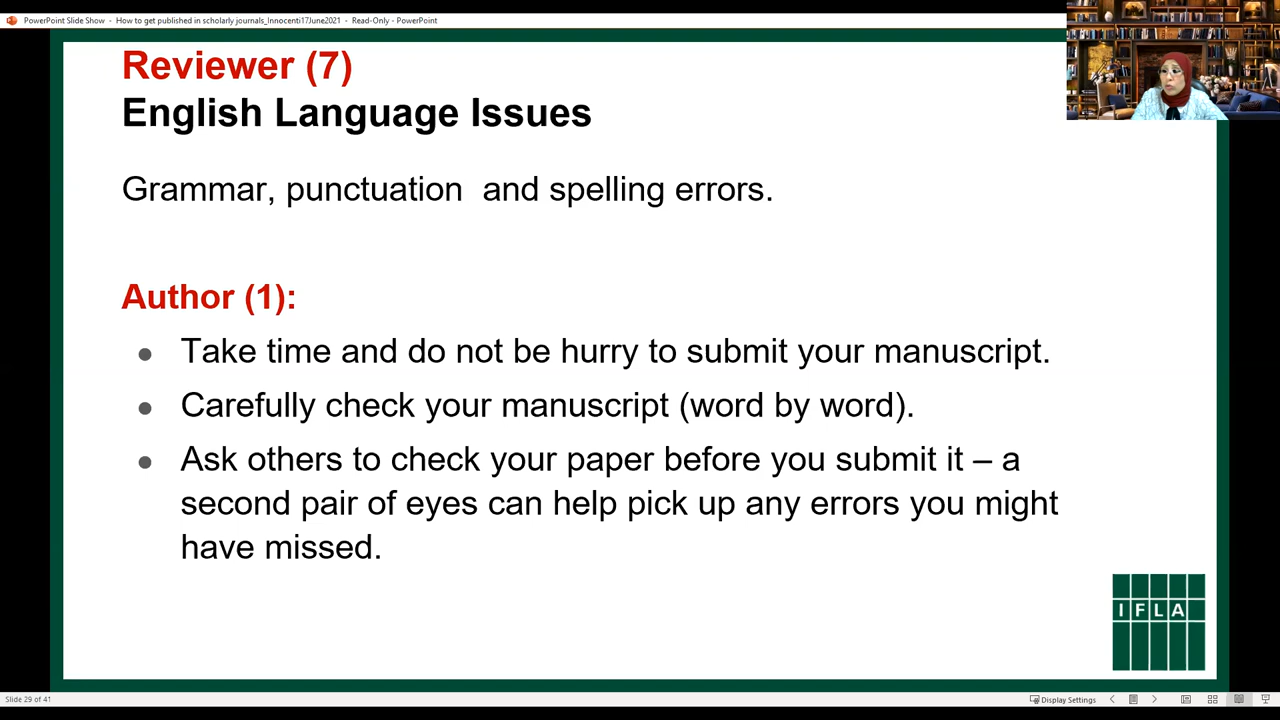 PowerPoint Slide Show - How to get published in scholarly journals_Innocenti17June2021 - Read-Only - PowerPoint
Reviewer (7)
English Language Issues
Grammar, punctuation and spelling errors.
Author (1):
Take time and do not be hurry to submit your manuscript.
Carefully check your manuscript (word by word).
Ask others to check your paper before you submit it – a
second pair of eyes can help pick up any errors you might
have missed.
IFLA
Slide 29 of 41
Display Settings